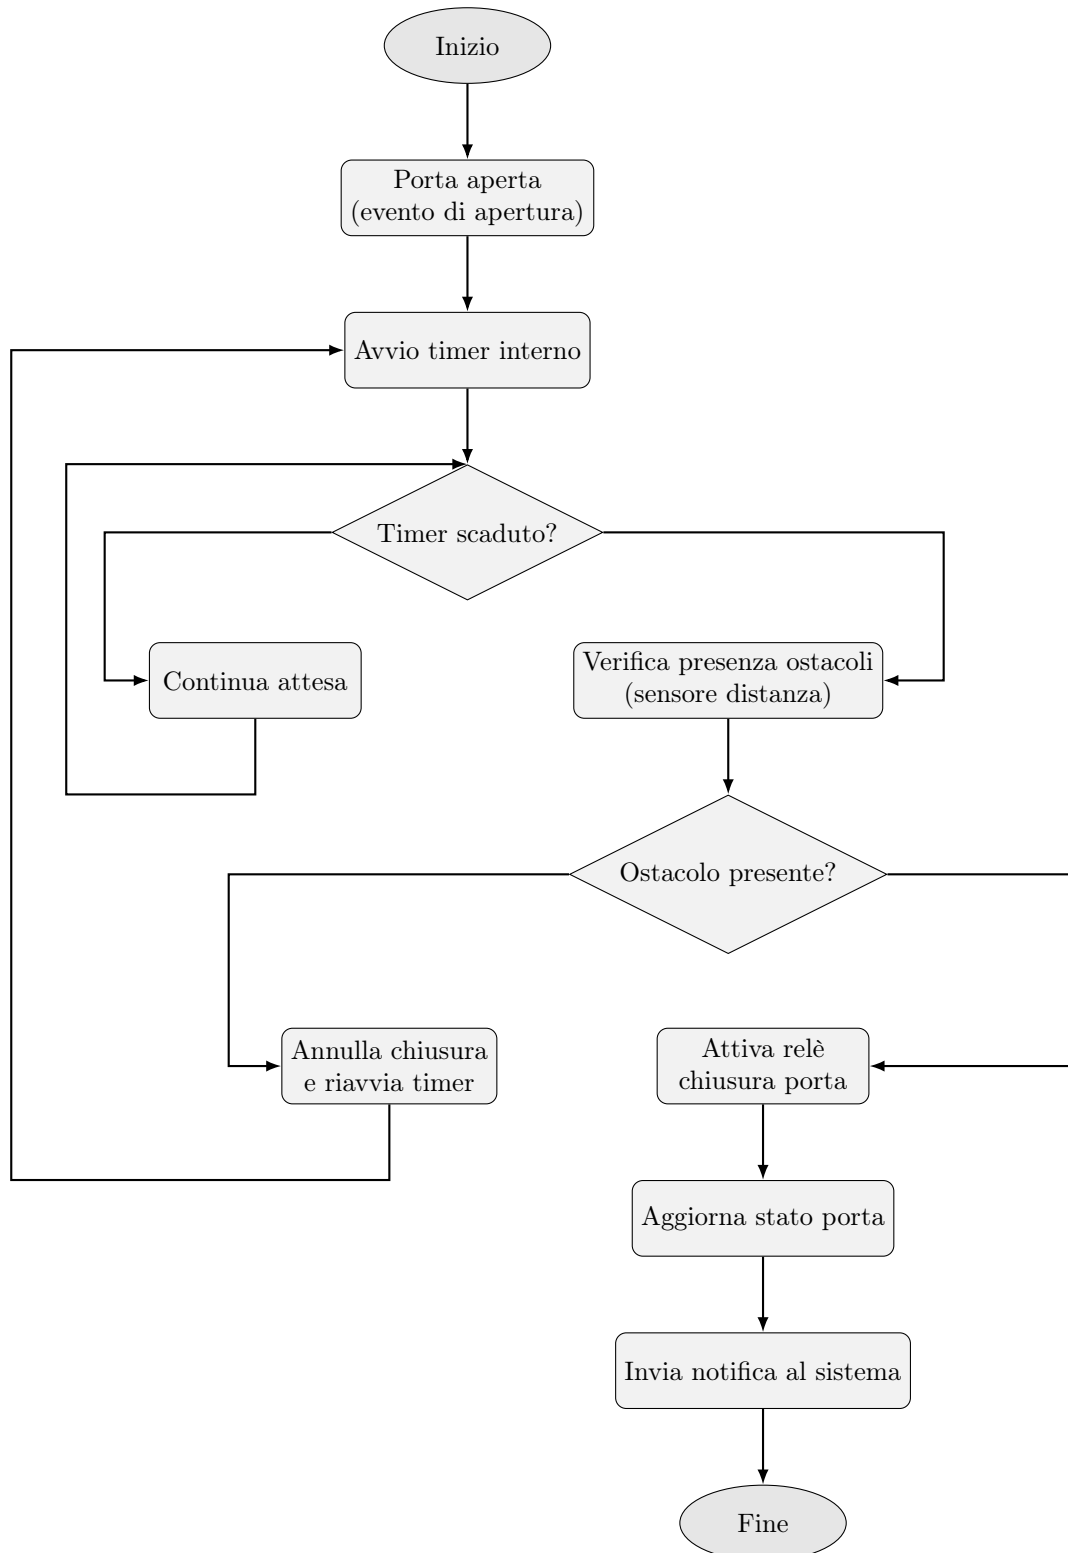 Inizio
Porta aperta
(evento di apertura)
Avvio timer interno
Timer scaduto?
Continua attesa
Verifica presenza ostacoli
(sensore distanza)
Ostacolo presente?
Annulla chiusura
e riavvia timer
Attiva relè
chiusura porta
Aggiorna stato porta
Invia notifica al sistema
Fine